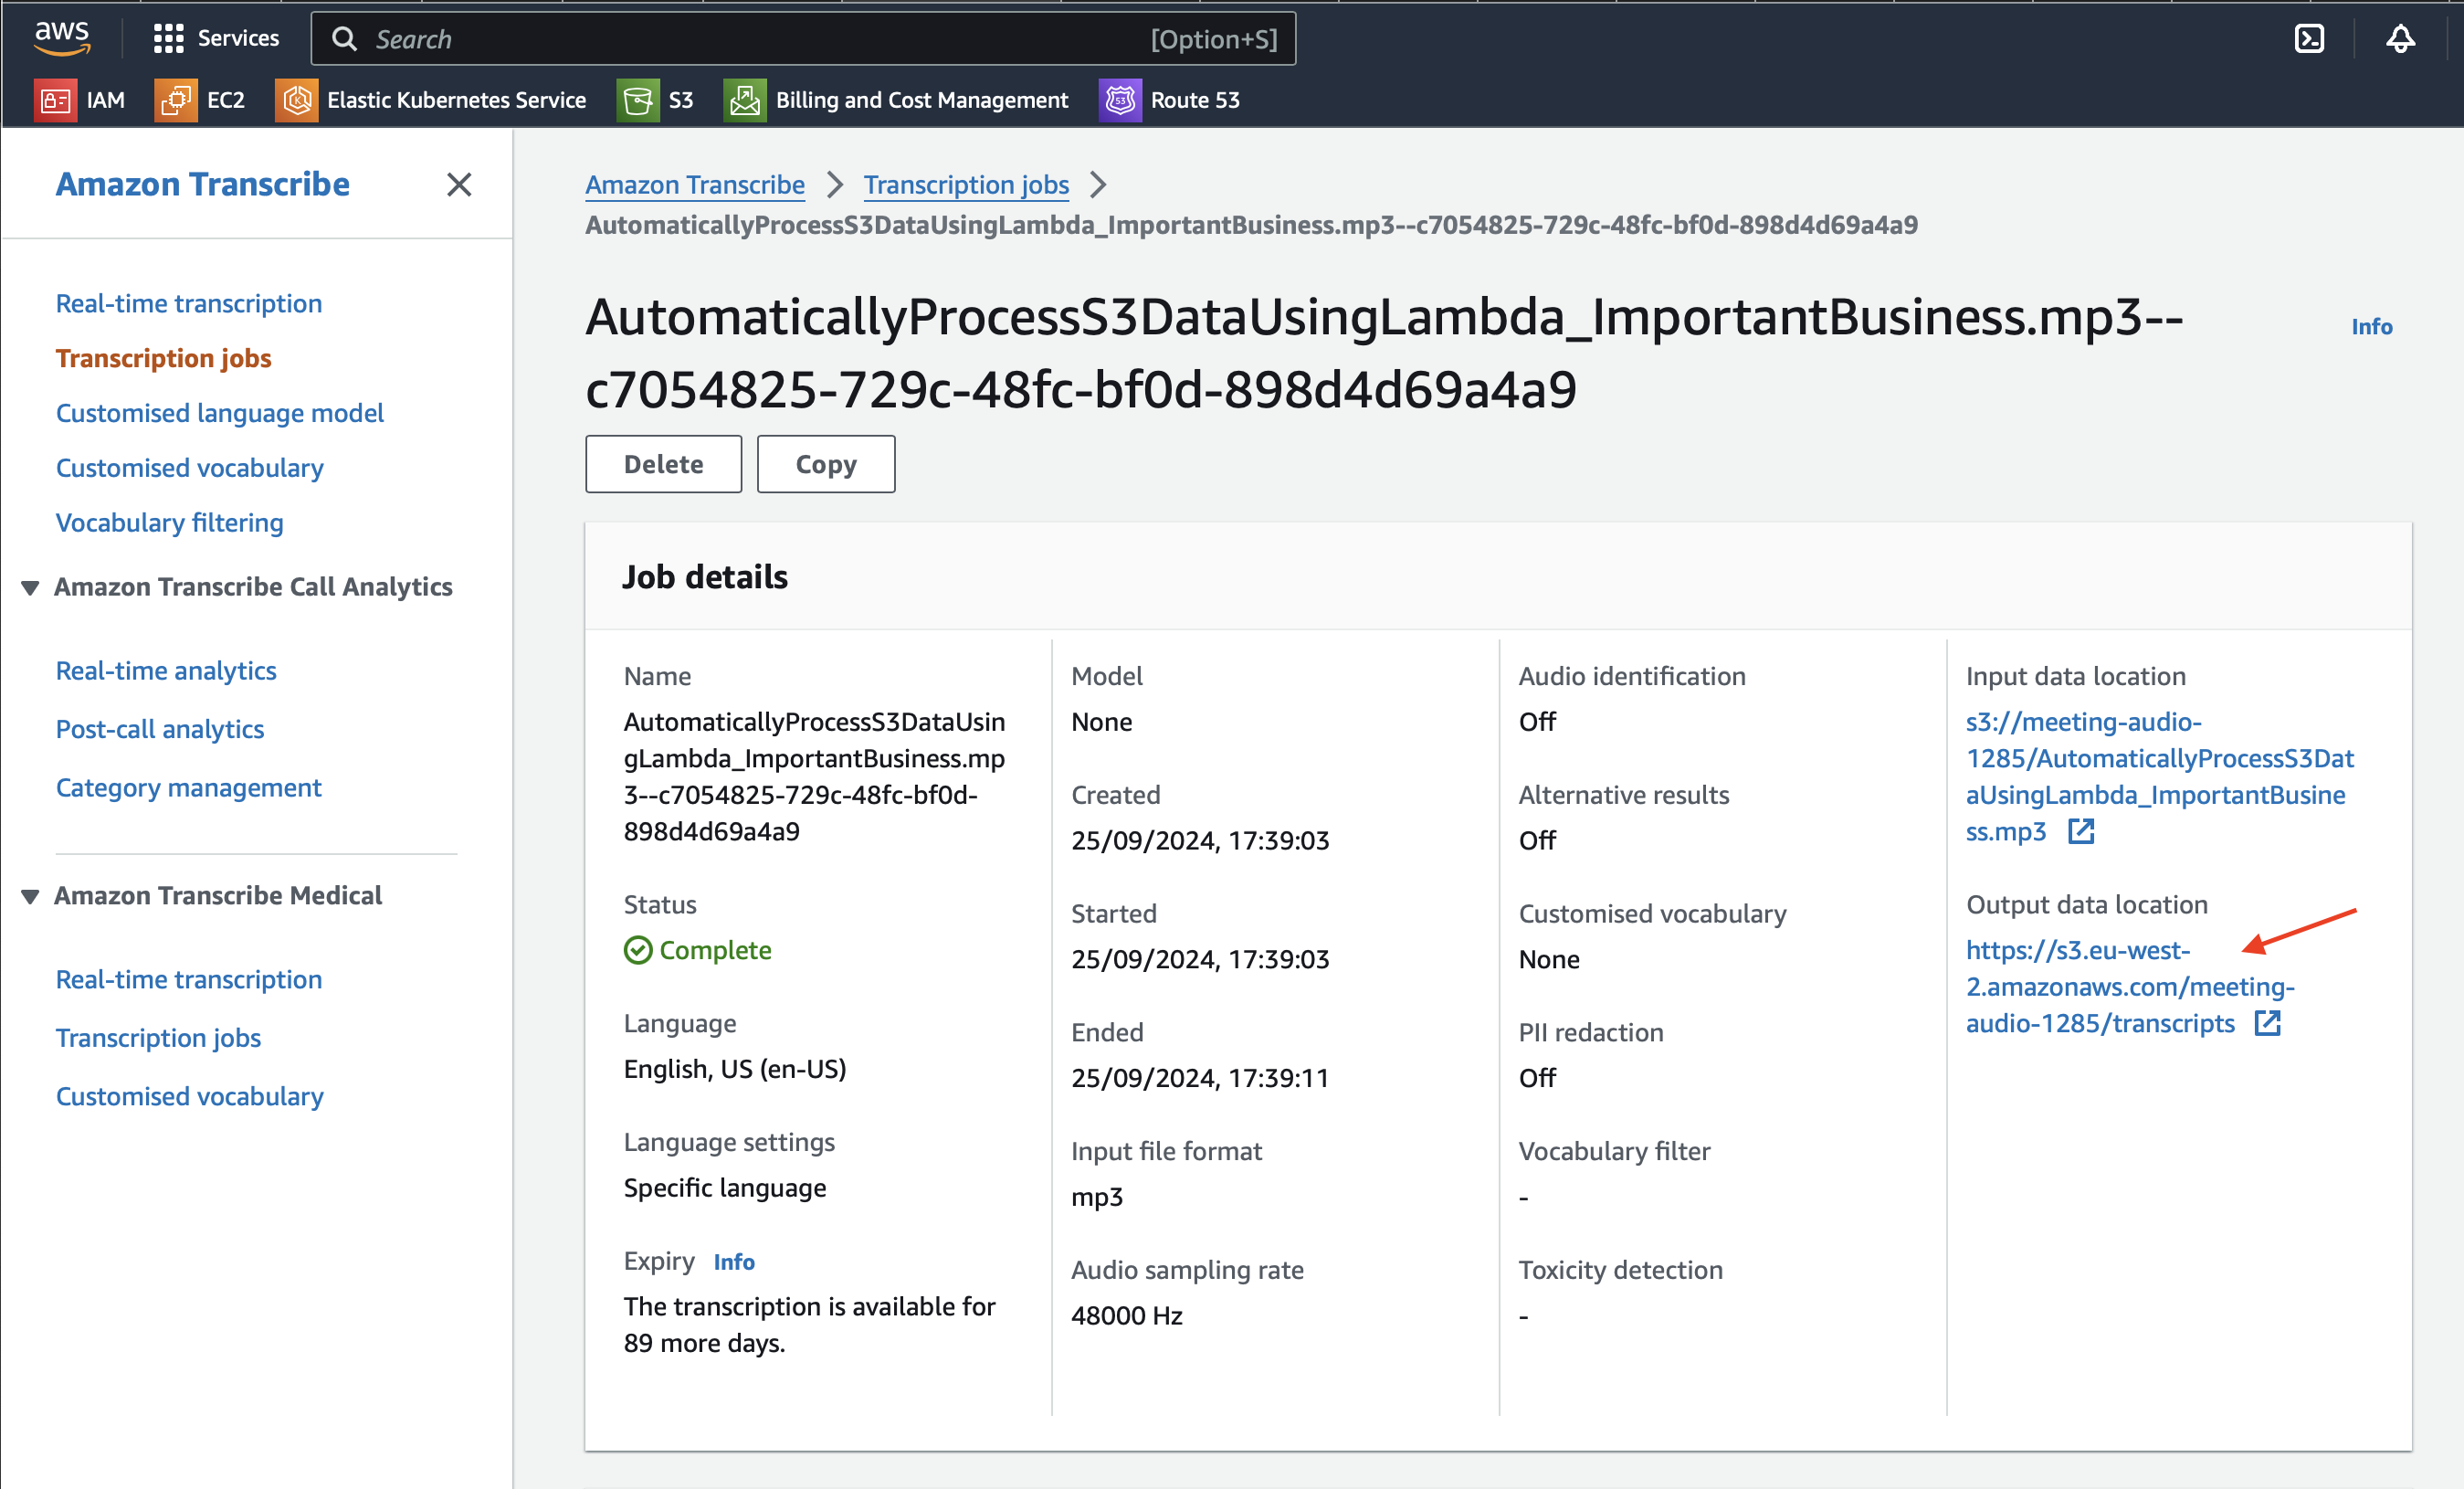 aws
Services
Search
[Option+S]
IAM
EC2
Elastic Kubernetes Service
S3
Billing and Cost Management
53
Route 53
Amazon Transcribe
Real-time transcription
Transcription jobs
Customised language model
Customised vocabulary
Vocabulary filtering
Amazon Transcribe Call Analytics
Real-time analytics
Post-call analytics
Category management
Amazon Transcribe Medical
Real-time transcription
Transcription jobs
Customised vocabulary
Amazon Transcribe
Transcription jobs
AutomaticallyProcessS3DataUsingLambda_ImportantBusiness.mp3--c7054825-729c-48fc-bf0d-898d4d69a4a9
AutomaticallyProcessS3DataUsingLambda_ImportantBusiness.mp3--
c7054825-729c-48fc-bf0d-898d4d69a4a9
Info
Delete
Copy
Job details
Name
AutomaticallyProcessS3DataUsin
gLambda_ImportantBusiness.mp
3--c7054825-729c-48fc-bf0d-
898d4d69a4a9
Status
Complete
Language
English, US (en-US)
Language settings
Specific language
Expiry Info
The transcription is available for
89 more days.
Model
None
Created
25/09/2024, 17:39:03
Started
25/09/2024, 17:39:03
Ended
25/09/2024, 17:39:11
Input file format
mp3
Audio sampling rate
48000 Hz
Audio identification
Off
Alternative results
Off
Customised vocabulary
None
PII redaction
Off
Vocabulary filter
-
Toxicity detection
-
Input data location
s3://meeting-audio-
1285/AutomaticallyProcessS3Dat
aUsingLambda_ImportantBusine
ss.mp3
Output data location
https://s3.eu-west-
2.amazonaws.com/meeting-
audio-1285/transcripts